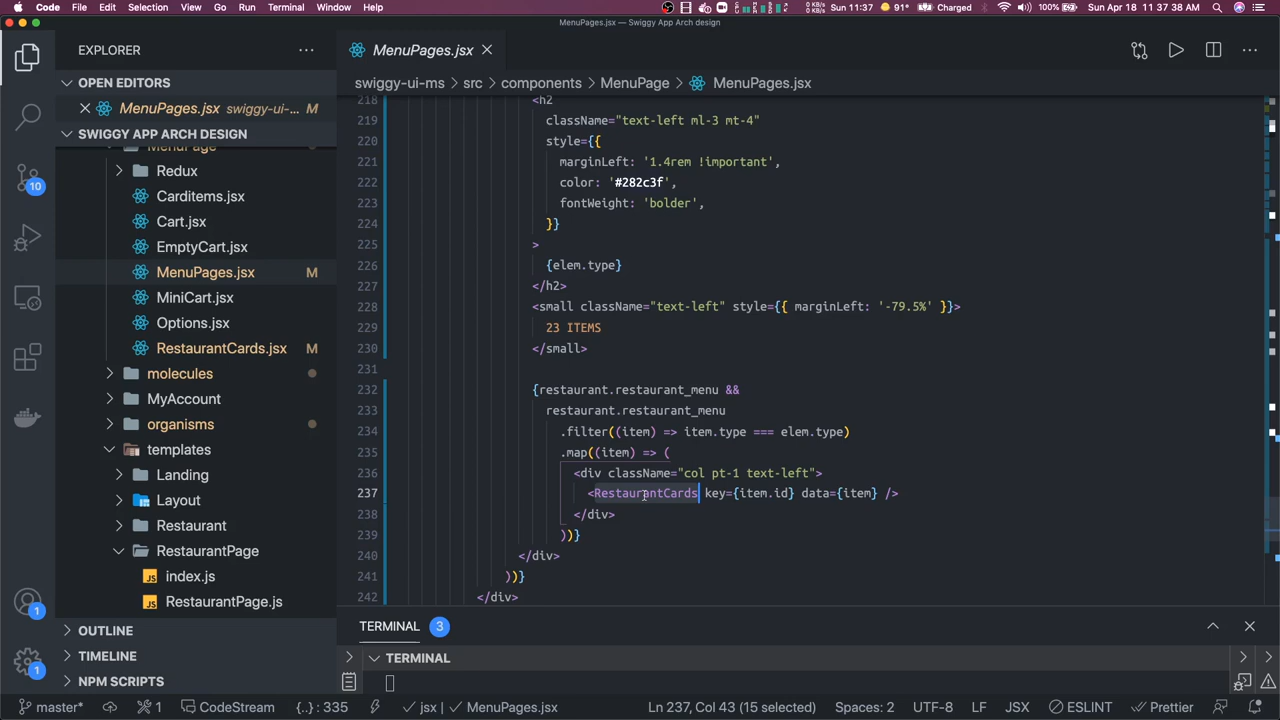 Code File Edit Selection View Go Run Terminal Window Help Sun 11:37 91° Charged 100% Sun Apr 18 11:37:38 AM
MenuPages.jsx — Swiggy App Arch design
EXPLORER
MenuPages.jsx
OPEN EDITORS
swiggy-ui-ms > src > components > MenuPage > MenuPages.jsx
MenuPages.jsx swiggy-ui-... M
SWIGGY APP ARCH DESIGN
MenuPage
Redux
Carditems.jsx
Cart.jsx
EmptyCart.jsx
MenuPages.jsx M
MiniCart.jsx
Options.jsx
RestaurantCards.jsx M
molecules
MyAccount
organisms
templates
Landing
Layout
Restaurant
RestaurantPage
index.js
RestaurantPage.js
OUTLINE
TIMELINE
NPM SCRIPTS
10
1
1
218 <h2
219 className="text-left ml-3 mt-4"
220 style={{
221 marginLeft: '1.4rem !important',
222 color: '#282c3f',
223 fontWeight: 'bolder',
224 }}
225 >
226 {elem.type}
227 </h2>
228 <small className="text-left" style={{ marginLeft: '-79.5%' }}>
229 23 ITEMS
230 </small>
231
232 {restaurant.restaurant_menu &&
233 restaurant.restaurant_menu
234 .filter((item) => item.type === elem.type)
235 .map((item) => (
236 <div className="col pt-1 text-left">
237 <RestaurantCards key={item.id} data={item} />
238 </div>
239 ))}
240 </div>
241 ))}
242 </div>
TERMINAL 3
TERMINAL
master* 1 CodeStream {..} : 335 jsx | MenuPages.jsx Ln 237, Col 43 (15 selected) Spaces: 2 UTF-8 LF JSX ESLINT Prettier